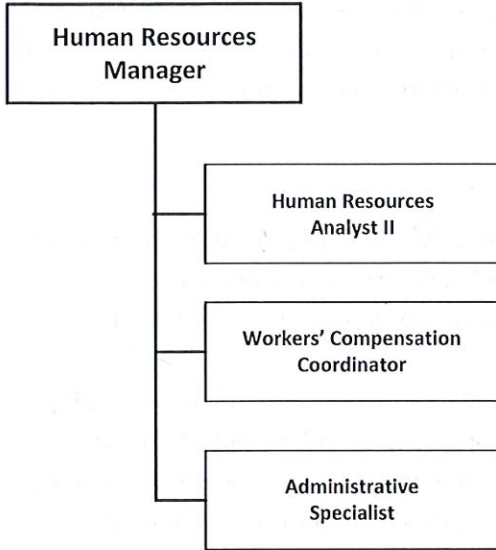 Human Resources
Manager
Human Resources
Analyst II
Workers' Compensation
Coordinator
Administrative
Specialist